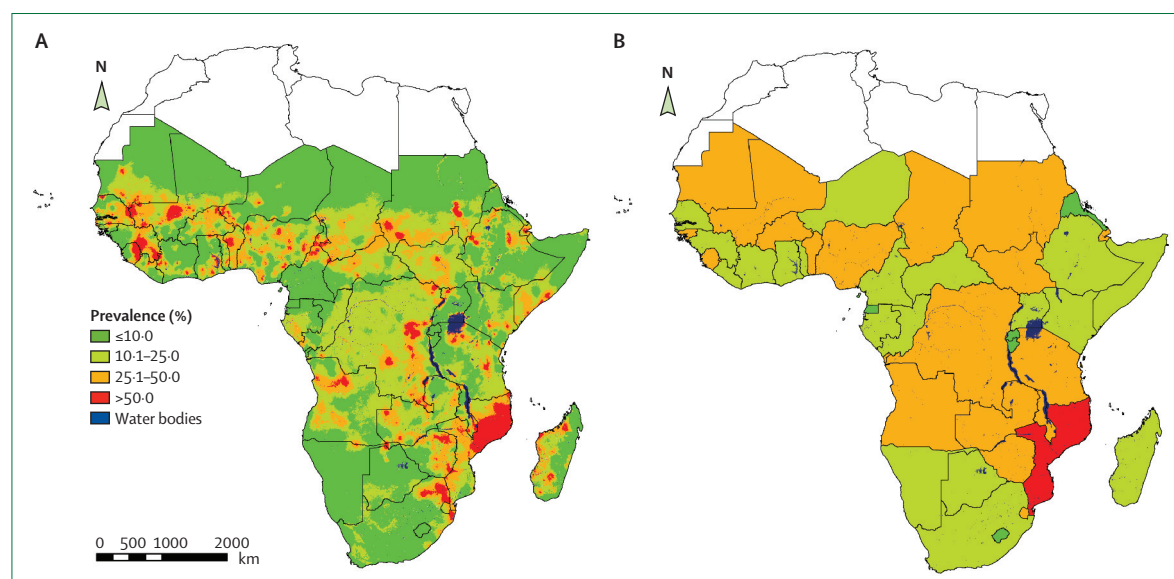 A
B
N
N
Prevalence (%)
≤10·0
10·1–25·0
25·1–50·0
>50·0
Water bodies
0 500 1000 2000
km